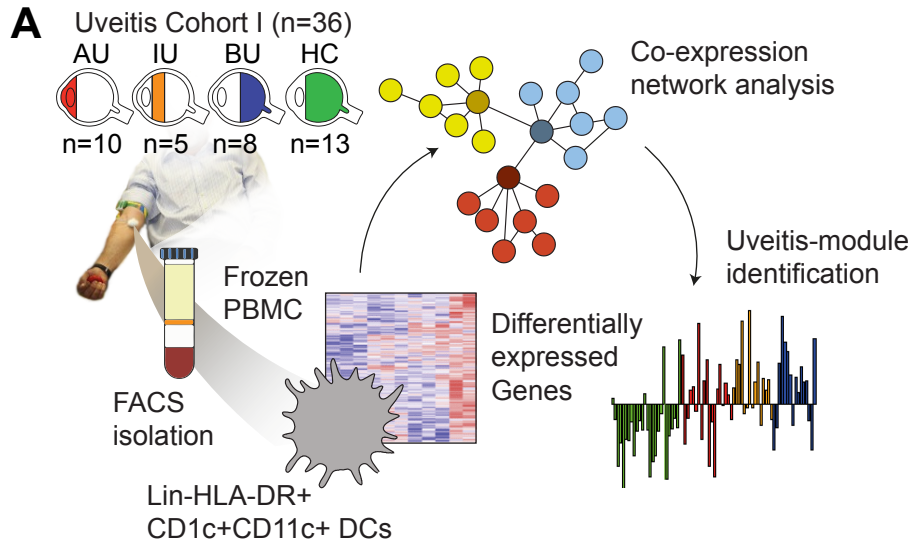 A
Uveitis Cohort I (n=36)
AU IU BU HC
n=10 n=5 n=8 n=13
Co-expression
network analysis
Uveitis-module
identification
Frozen
PBMC
Differentially
expressed
Genes
FACS
isolation
Lin-HLA-DR+
CD1c+CD11c+ DCs